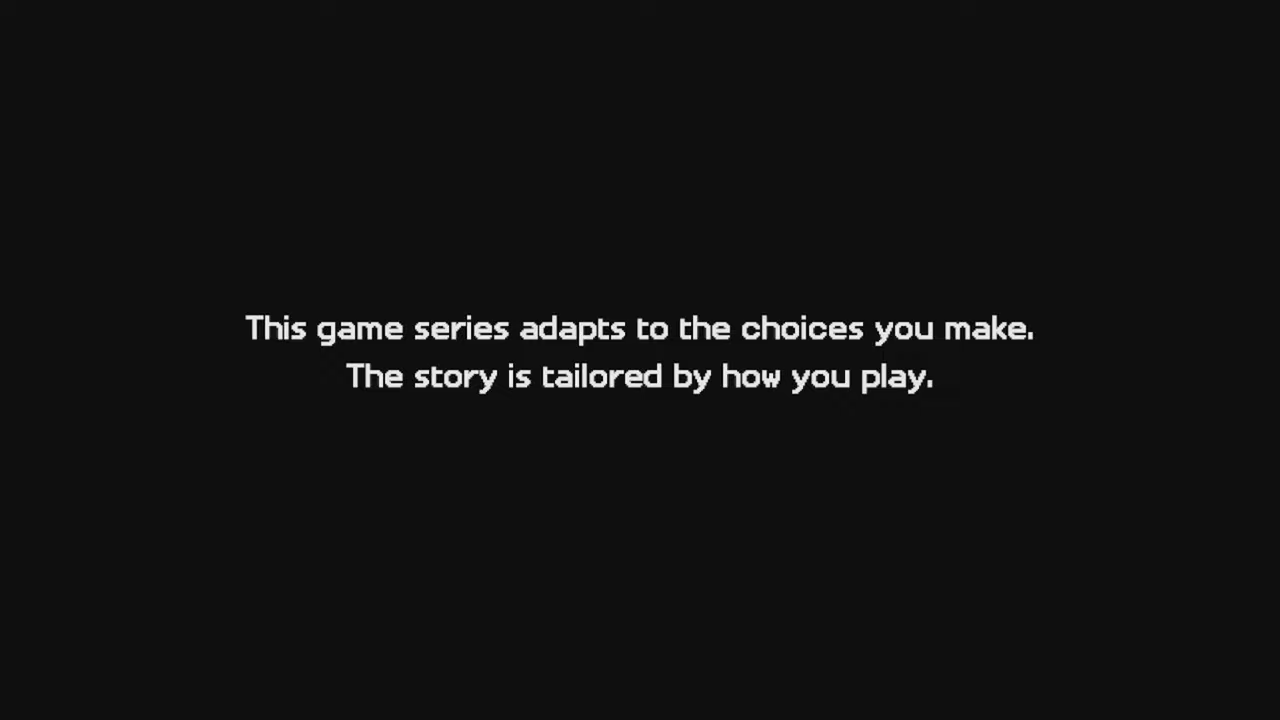 This game series adapts to the choices you make.
The story is tailored by how you play.